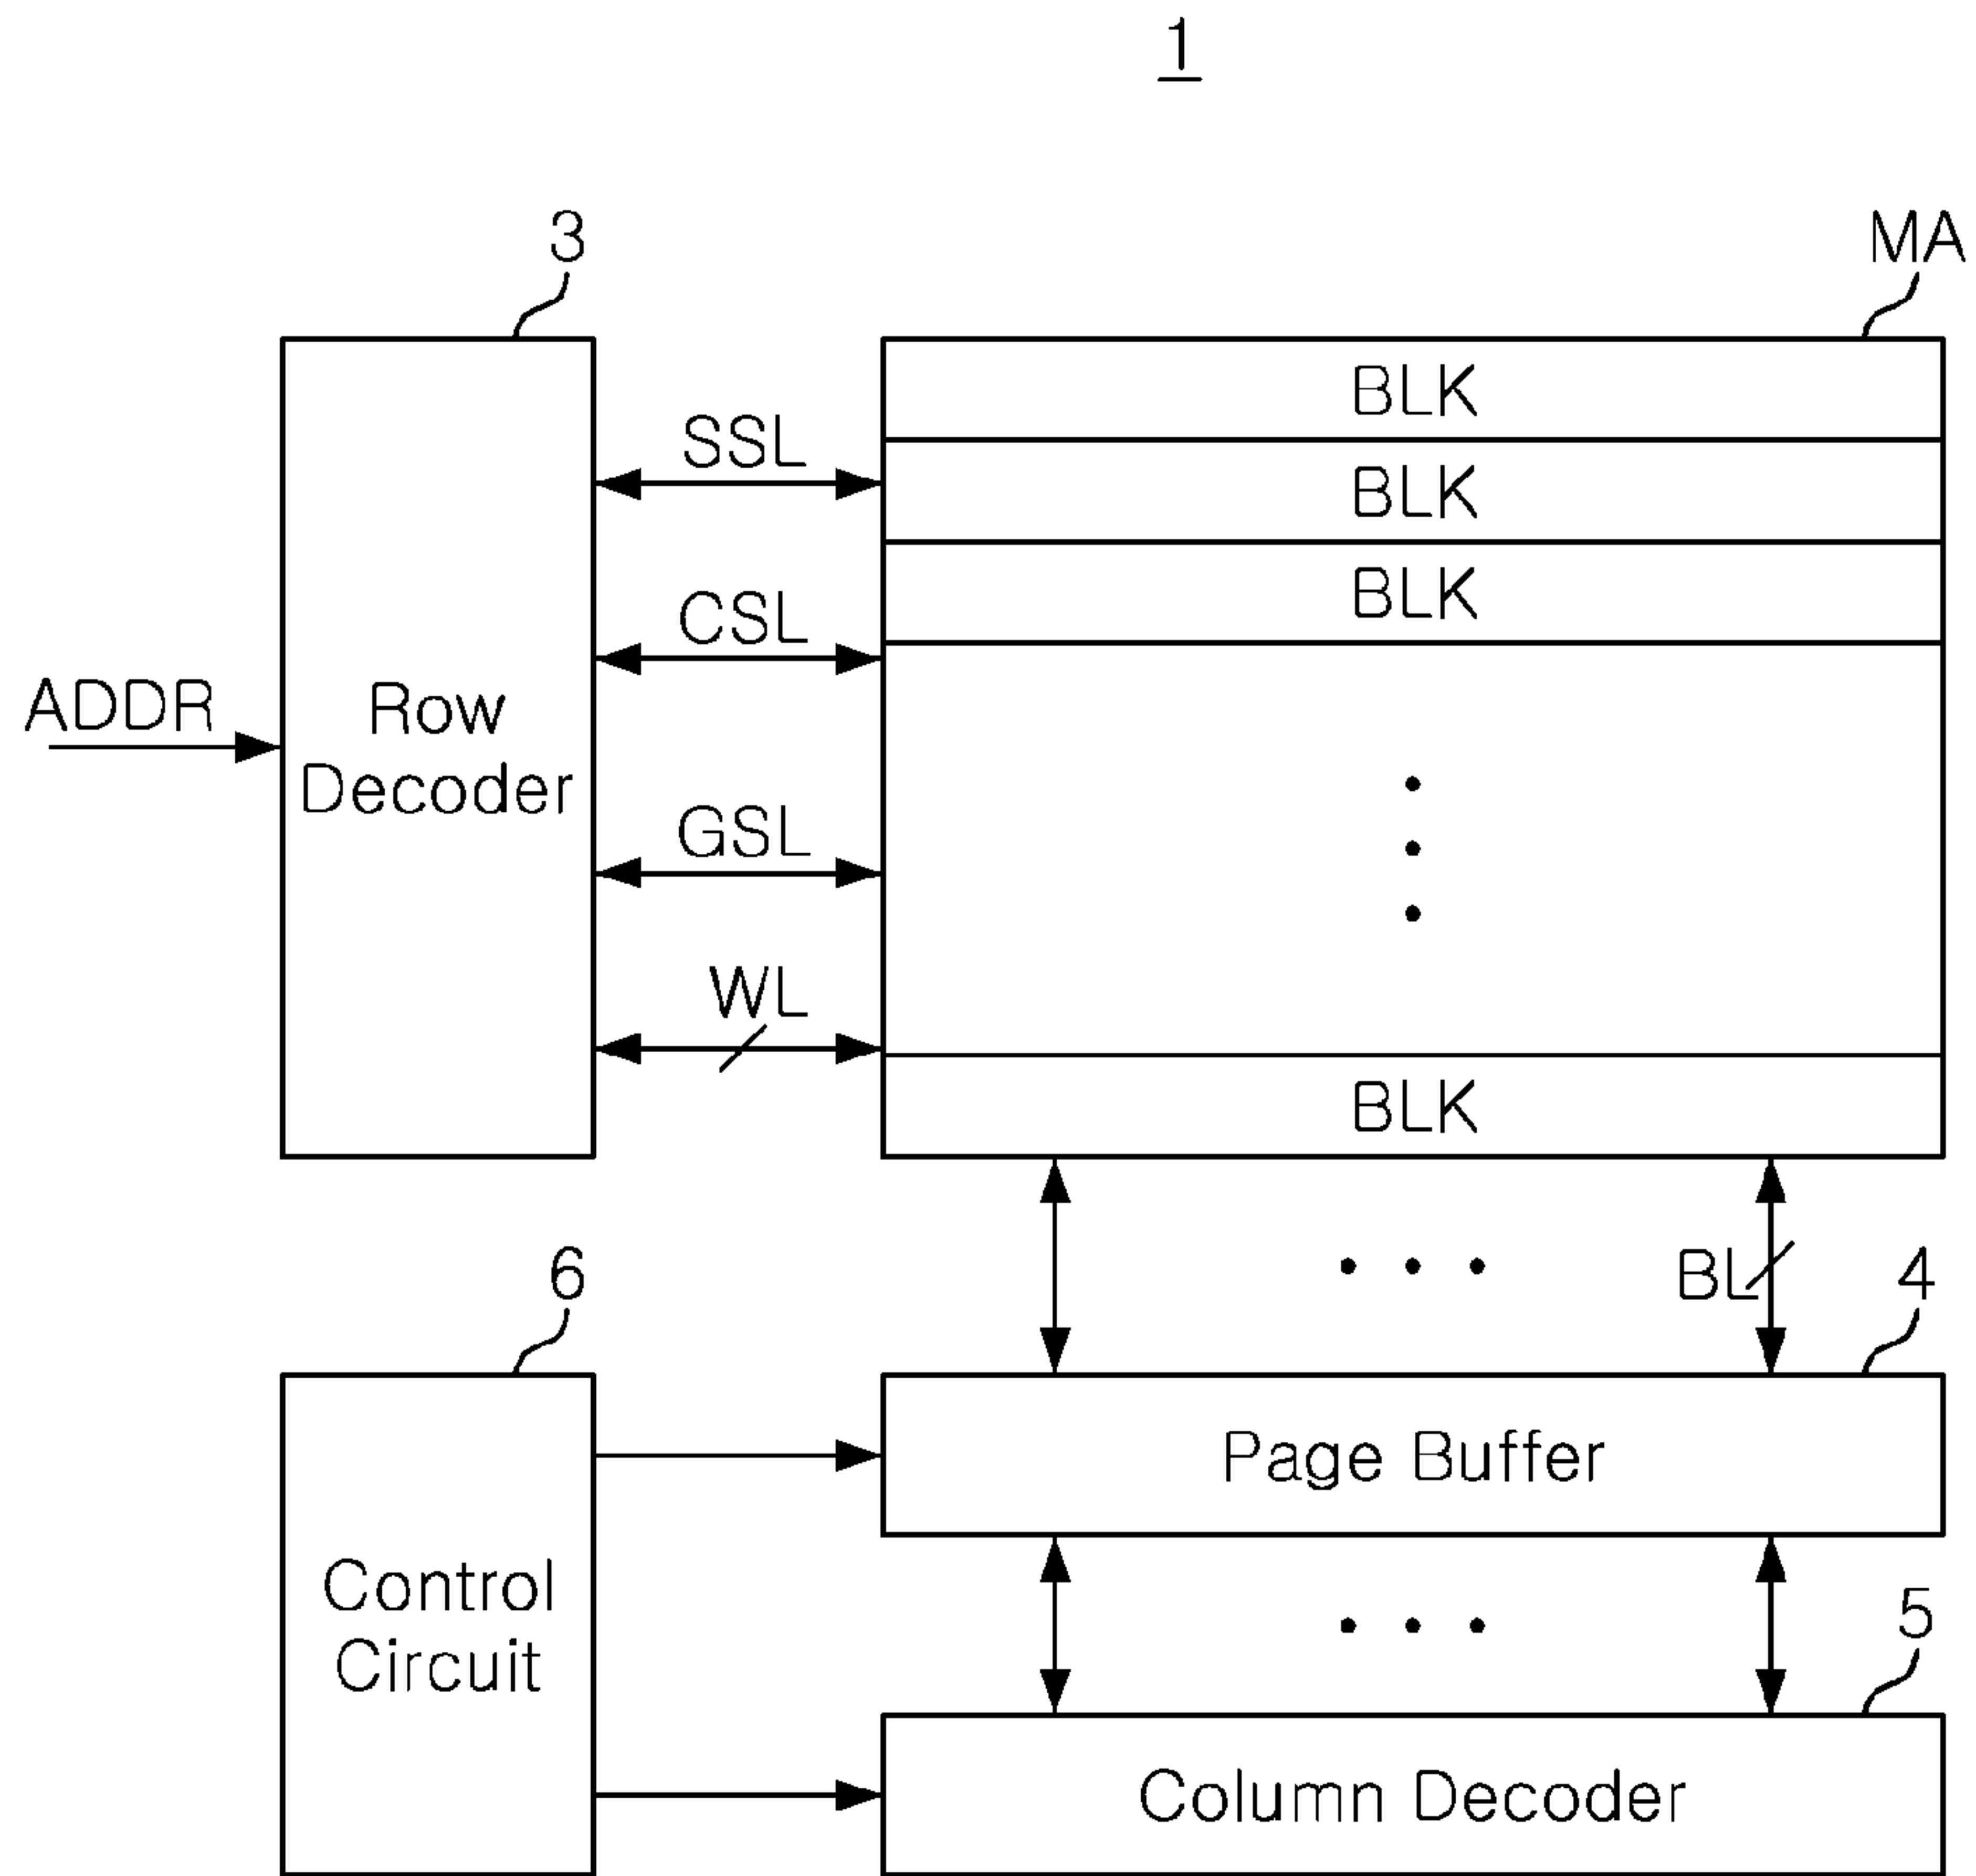 1
3
MA
BLK
SSL
BLK
BLK
CSL
ADDR
Row
Decoder
GSL
WL
BLK
6
BL
4
Page Buffer
Control
Circuit
5
Column Decoder